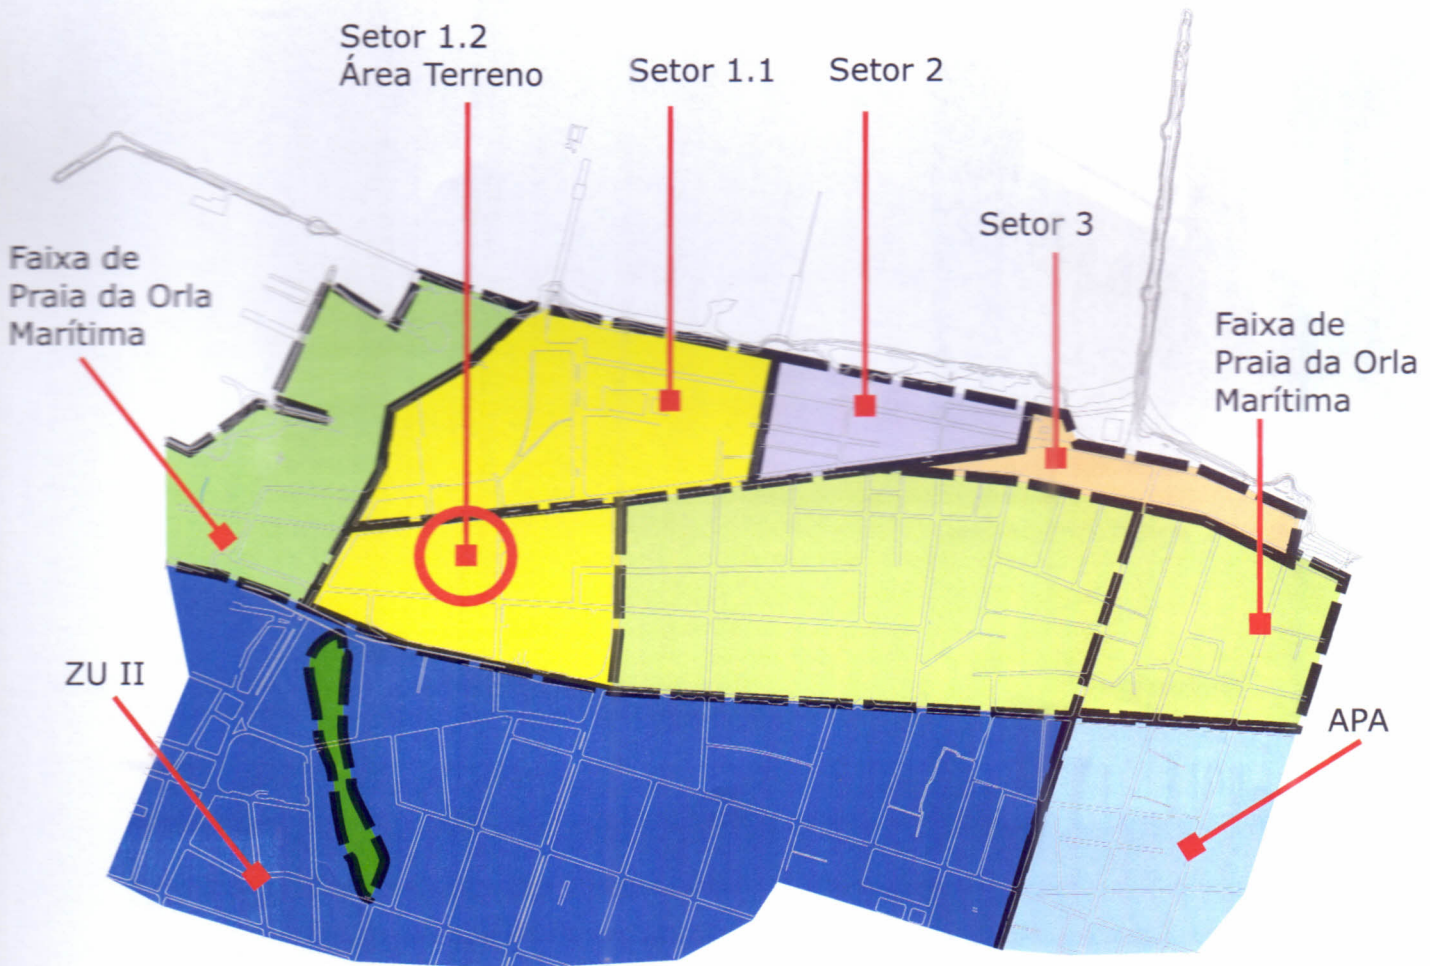 Setor 1.2
Área Terreno
Setor 1.1
Setor 2
Setor 3
Faixa de
Praia da Orla
Marítima
Faixa de
Praia da Orla
Marítima
ZU II
APA